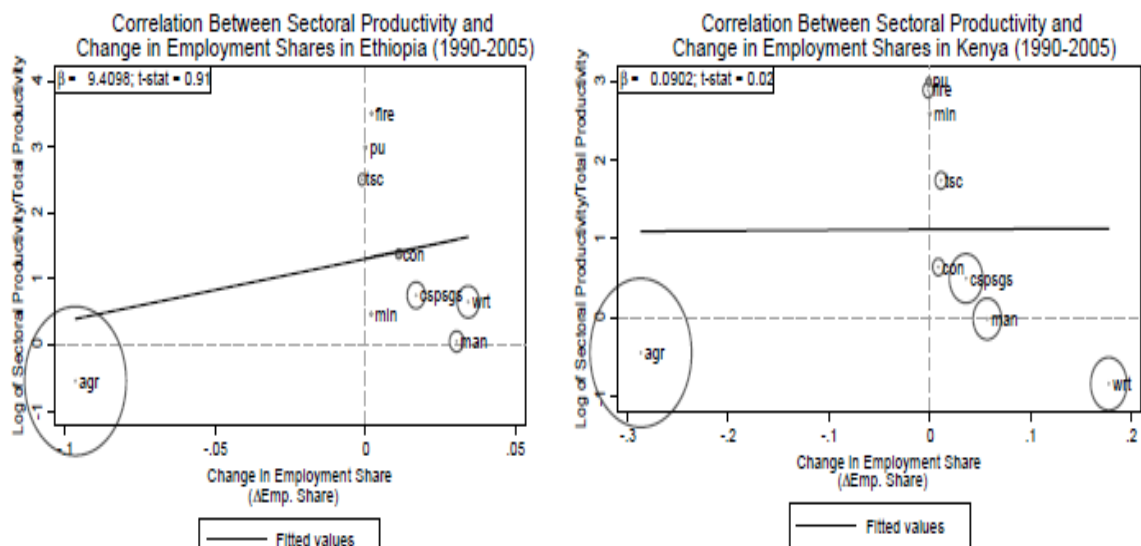 Correlation Between Sectoral Productivity and
Change in Employment Shares in Ethiopia (1990-2005)
β = 9.4098; t-stat = 0.91
Log of Sectoral Productivity/Total Productivity
4
3
2
1
0
-1
fire
pu
tsc
con
cspsgs
wrt
min
man
agr
-.1
-.05
0
.05
Change in Employment Share
(ΔEmp. Share)
Fitted values
Correlation Between Sectoral Productivity and
Change in Employment Shares in Kenya (1990-2005)
β = 0.0902; t-stat = 0.02
Log of Sectoral Productivity/Total Productivity
3
2
1
0
-1
pu
fire
min
tsc
con
cspsgs
man
agr
wrt
-.3
-.2
-.1
0
.1
.2
Change in Employment Share
(ΔEmp. Share)
Fitted values